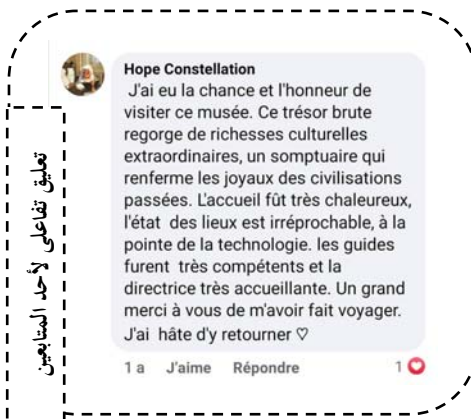 Hope Constellation
J'ai eu la chance et l'honneur de
visiter ce musée. Ce trésor brute
regorge de richesses culturelles
extraordinaires, un somptuaire qui
renferme les joyaux des civilisations
passées. L'accueil fût très chaleureux,
l'état des lieux est irréprochable, à la
pointe de la technologie. les guides
furent très compétents et la
directrice très accueillante. Un grand
merci à vous de m'avoir fait voyager.
J'ai hâte d'y retourner ♡
1 a J'aime Répondre 1
تعليق تفاعلي لأحد المتابعين